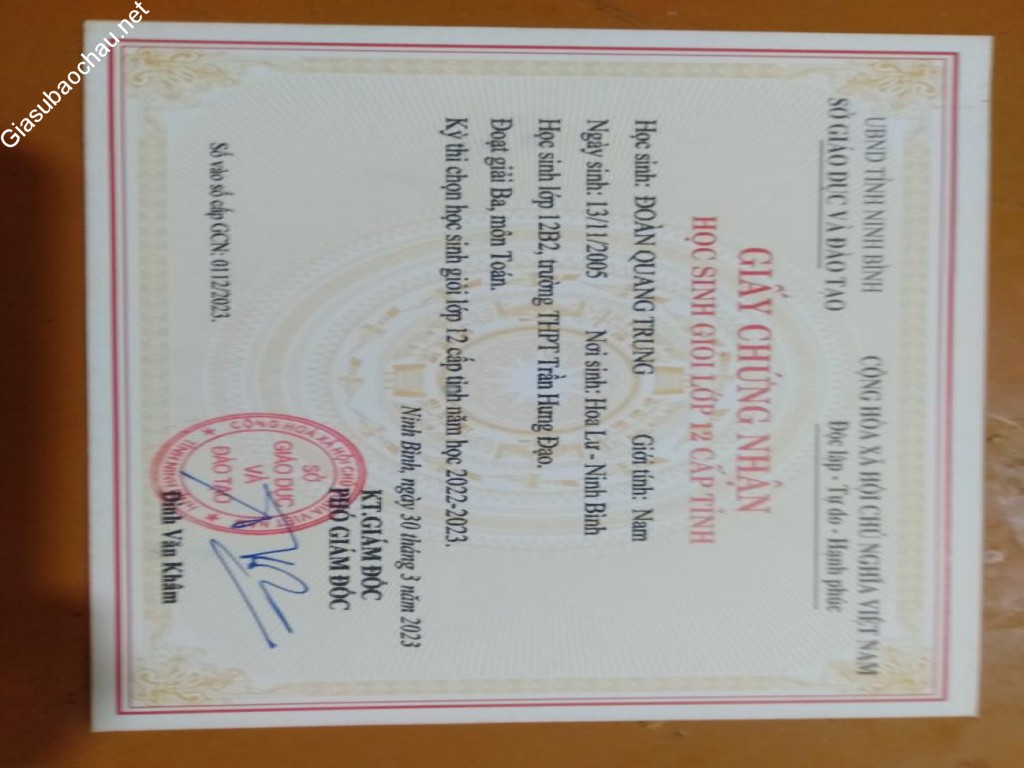 Giasubaochau.net
UBND TỈNH NINH BÌNH
SỞ GIÁO DỤC VÀ ĐÀO TẠO
CỘNG HÒA XÃ HỘI CHỦ NGHĨA VIỆT NAM
Độc lập - Tự do - Hạnh phúc
GIẤY CHỨNG NHẬN
HỌC SINH GIỎI LỚP 12 CẤP TỈNH
Học sinh: ĐOÀN QUANG TRUNG Giới tính: Nam
Ngày sinh: 13/11/2005 Nơi sinh: Hoa Lư - Ninh Bình
Học sinh lớp 12B2, trường THPT Trần Hưng Đạo.
Đoạt giải Ba, môn Toán.
Kỳ thi chọn học sinh giỏi lớp 12 cấp tỉnh năm học 2022-2023.
Ninh Bình, ngày 30 tháng 3 năm 2023
KT.GIÁM ĐỐC
PHÓ GIÁM ĐỐC
CỘNG HOÀ XÃ HỘI CHỦ
SỞ
GIÁO DỤC
VÀ
ĐÀO TẠO
Đinh Văn Khâm
Số vào sổ cấp GCN: 0112/2023.